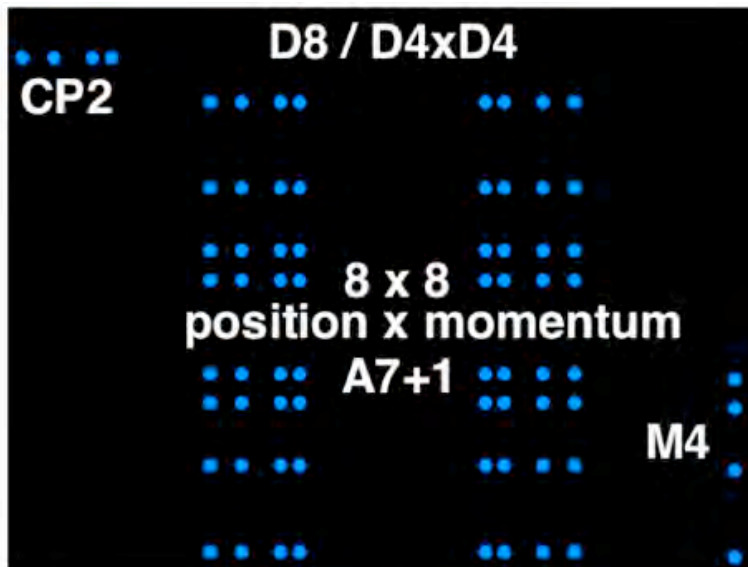 D8 / D4xD4
CP2
8 x 8
position x momentum
A7+1
M4